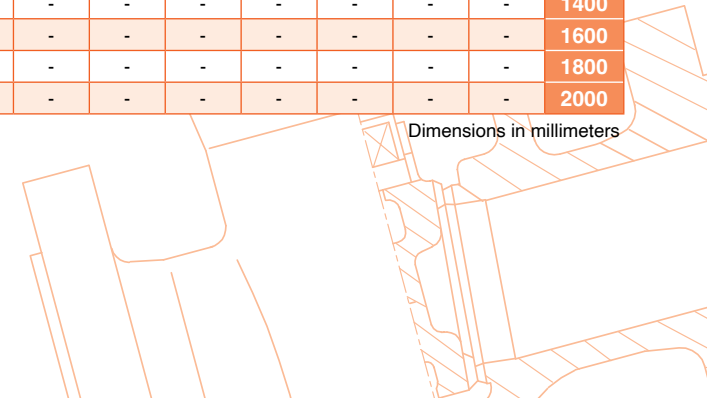 - - - - - - - 1400
- - - - - - - 1600
- - - - - - - 1800
- - - - - - - 2000
Dimensions in millimeters